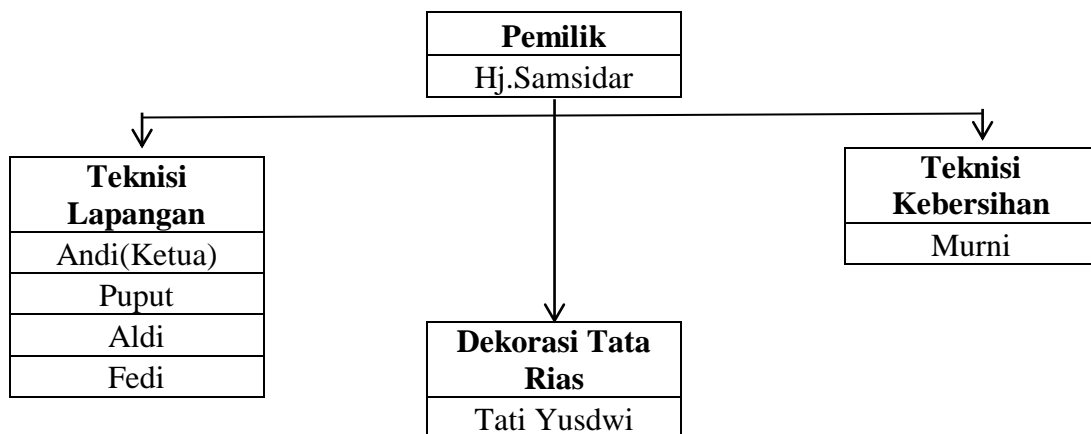 Pemilik
Hj.Samsidar
Teknisi
Lapangan
Andi(Ketua)
Puput
Aldi
Fedi
Dekorasi Tata
Rias
Tati Yusdwi
Teknisi
Kebersihan
Murni